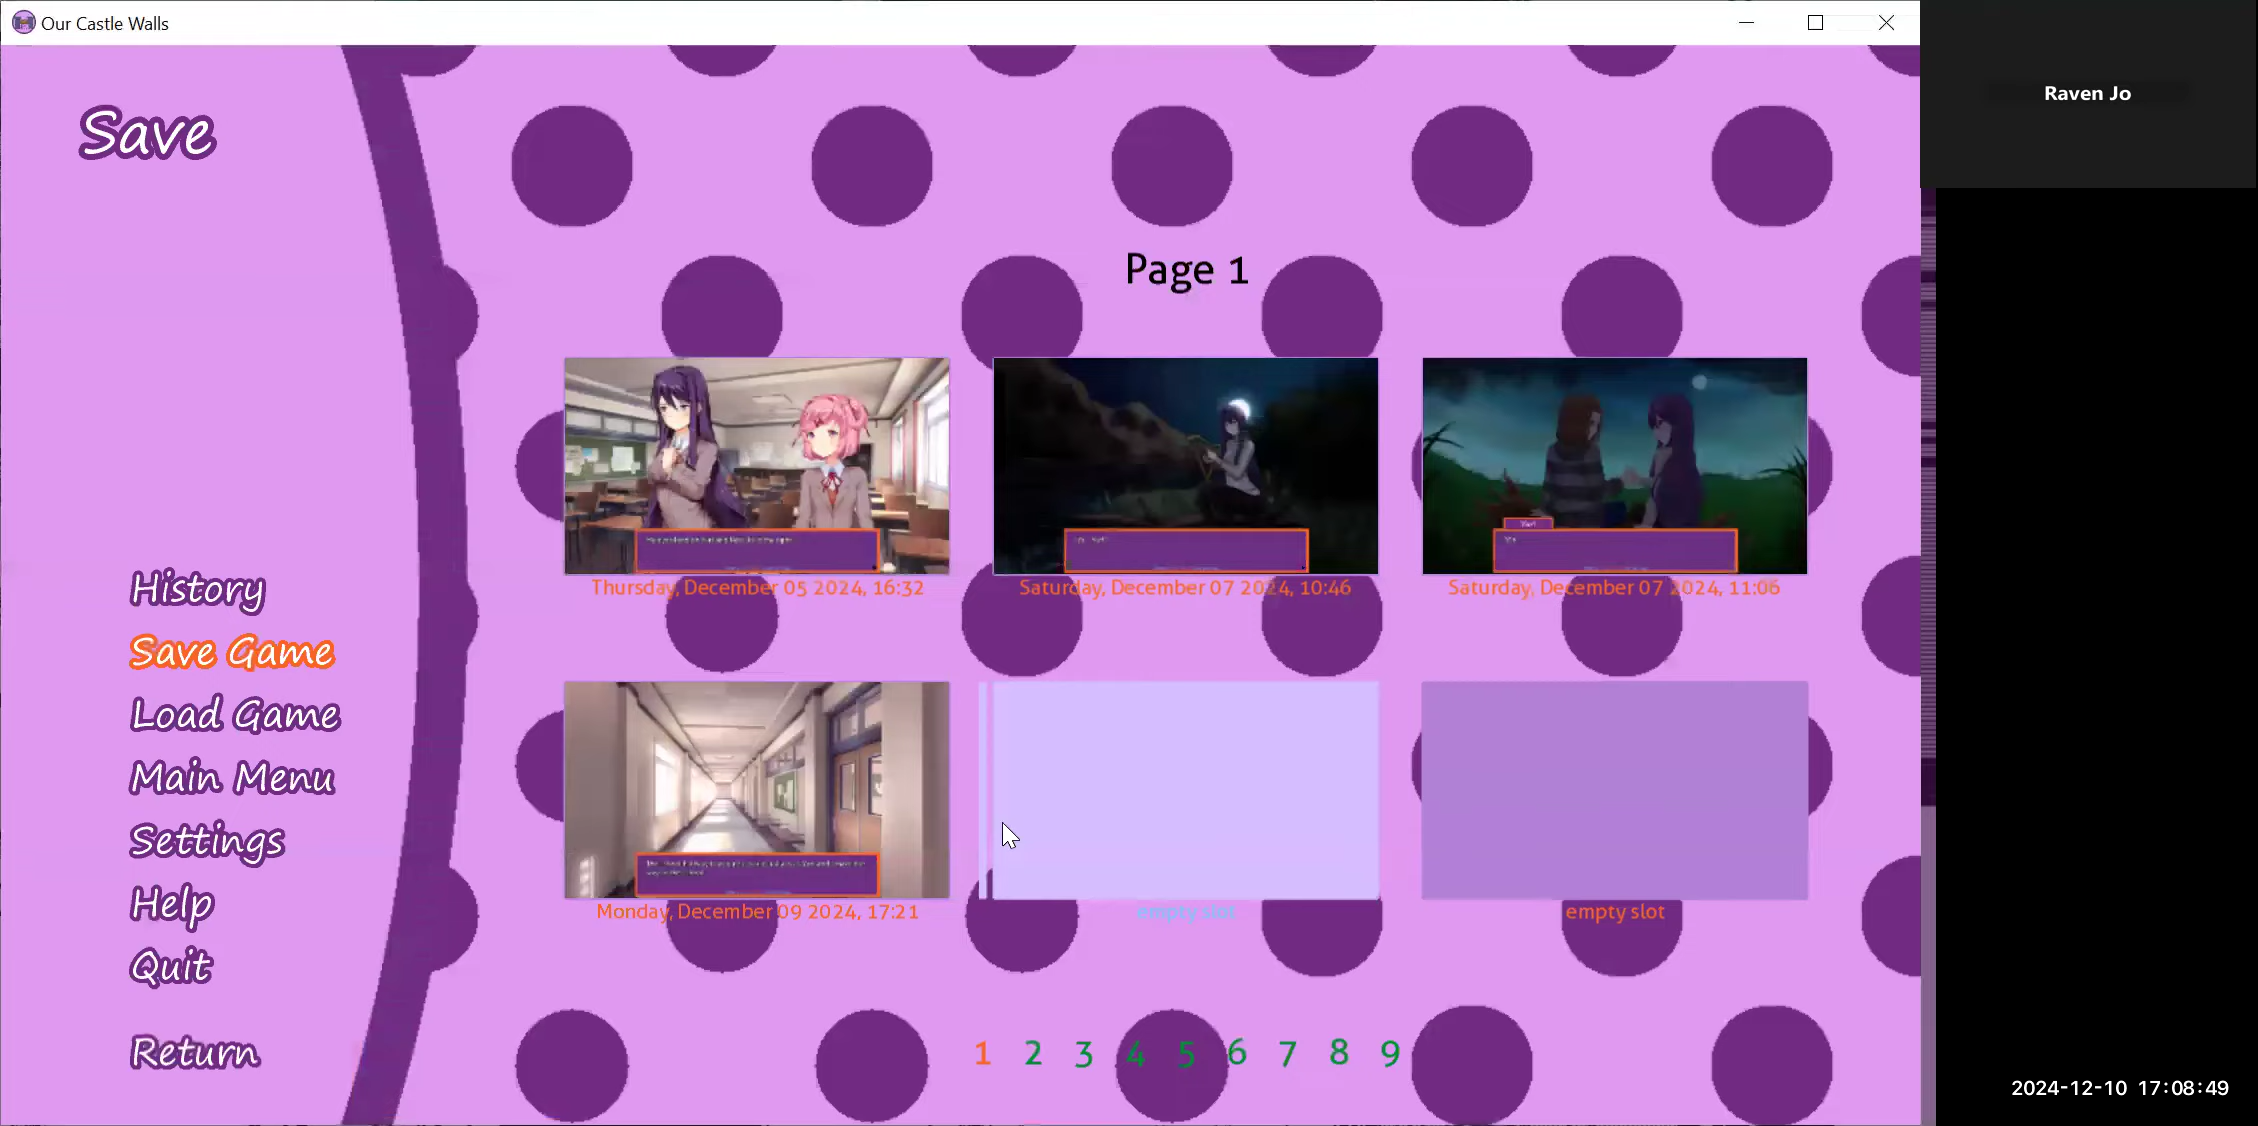 Our Castle Walls
Raven Jo
Save
Page 1
Thursday, December 05 2024, 16:32
Saturday, December 07 2024, 10:46
Saturday, December 07 2024, 11:06
History
Save Game
Load Game
Main Menu
Settings
Help
Quit
Return
Monday, December 09 2024, 17:21
empty slot
empty slot
1 2 3 4 5 6 7 8 9
2024-12-10 17:08:49